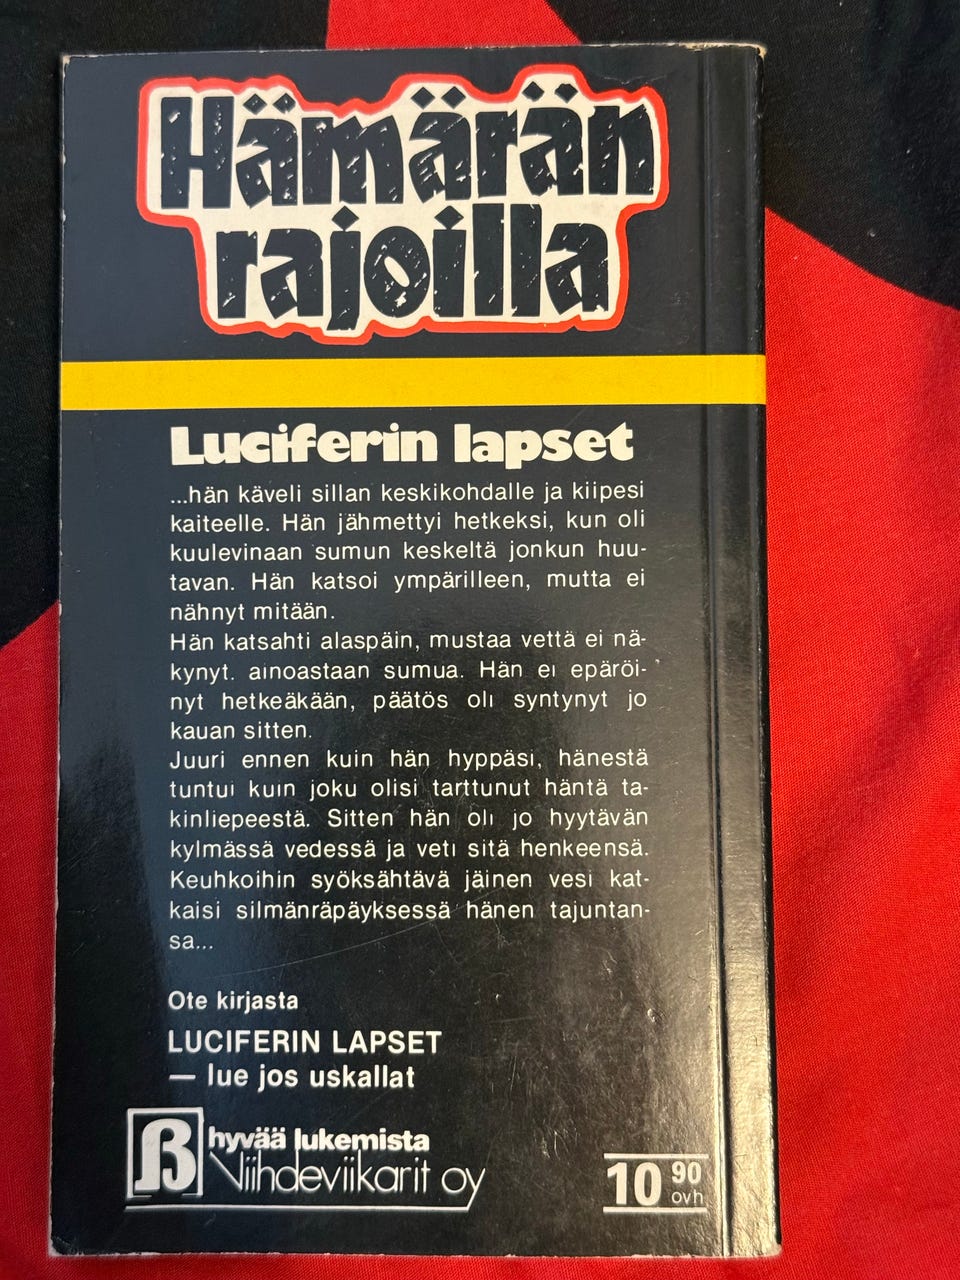 Hämärän
rajoilla
Luciferin lapset
...hän käveli sillan keskikohdalle ja kiipesi
kaiteelle. Hän jähmettyi hetkeksi, kun oli
kuulevinaan sumun keskeltä jonkun huu-
tavan. Hän katsoi ympärilleen, mutta ei
nähnyt mitään.
Hän katsahti alaspäin, mustaa vettä ei nä-
kynyt. ainoastaan sumua. Hän ei epäröi-
nyt hetkeäkään, päätös oli syntynyt jo
kauan sitten.
Juuri ennen kuin hän hyppäsi, hänestä
tuntui kuin joku olisi tarttunut häntä ta-
kinliepeestä. Sitten hän oli jo hyytävän
kylmässä vedessä ja veti sitä henkeensä.
Keuhkoihin syöksähtävä jäinen vesi kat-
kaisi silmänräpäyksessä hänen tajuntan-
sa...
Ote kirjasta
LUCIFERIN LAPSET
— lue jos uskallat
B hyvää lukemista
Viihdeviikarit oy
10 90
ovh